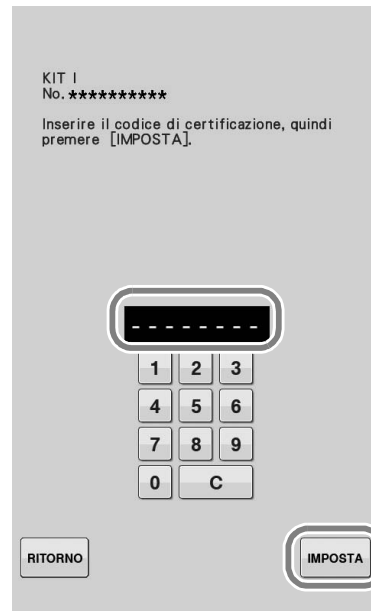 KIT I
No. **********
Inserire il codice di certificazione, quindi
premere [IMPOSTA].
- - - - - - - -
1 2 3
4 5 6
7 8 9
0 C
RITORNO IMPOSTA